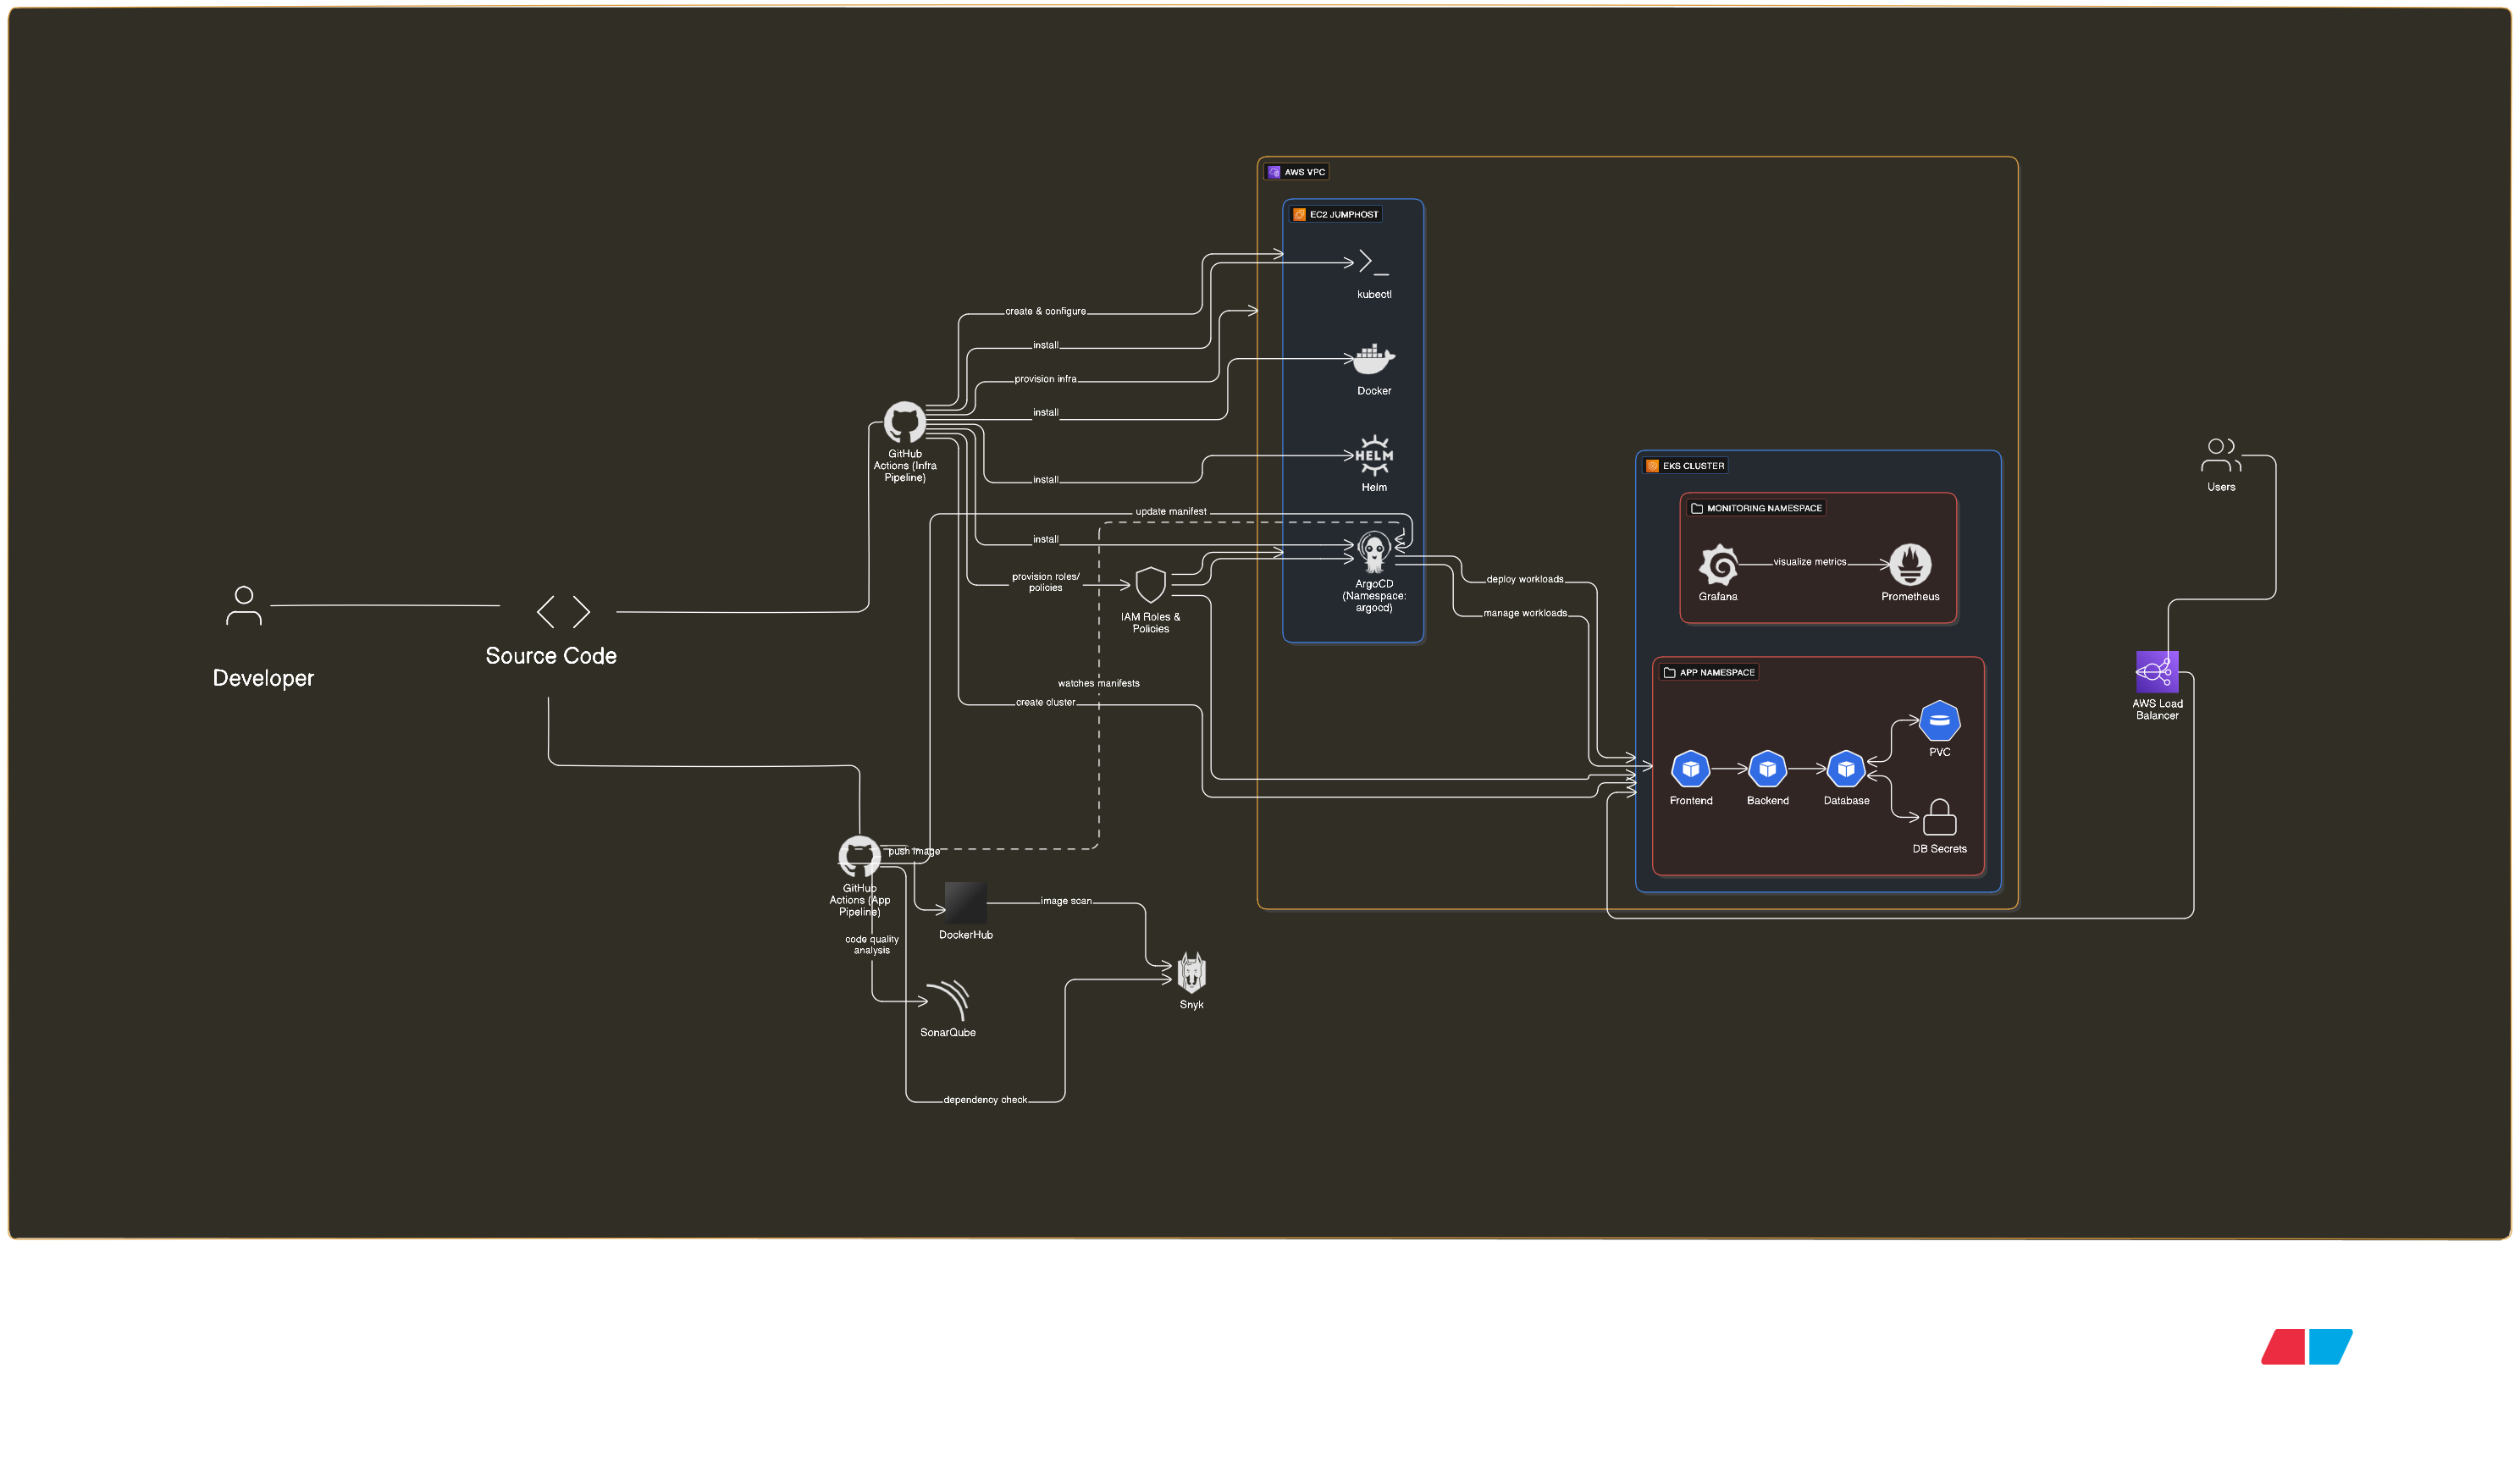 AWS VPC
EC2 JUMPHOST
kubectl
create & configure
install
provision infra
Docker
install
GitHub
Actions (Infra
Pipeline)
HELM
Helm
install
EKS CLUSTER
Users
MONITORING NAMESPACE
update manifest
install
visualize metrics
Grafana
Prometheus
provision roles/
policies
ArgoCD
(Namespace:
argocd)
deploy workloads
manage workloads
IAM Roles &
Policies
Source Code
Developer
APP NAMESPACE
watches manifests
create cluster
AWS Load
Balancer
PVC
Frontend
Backend
Database
DB Secrets
push image
GitHub
Actions (App
Pipeline)
image scan
DockerHub
code quality
analysis
Snyk
SonarQube
dependency check